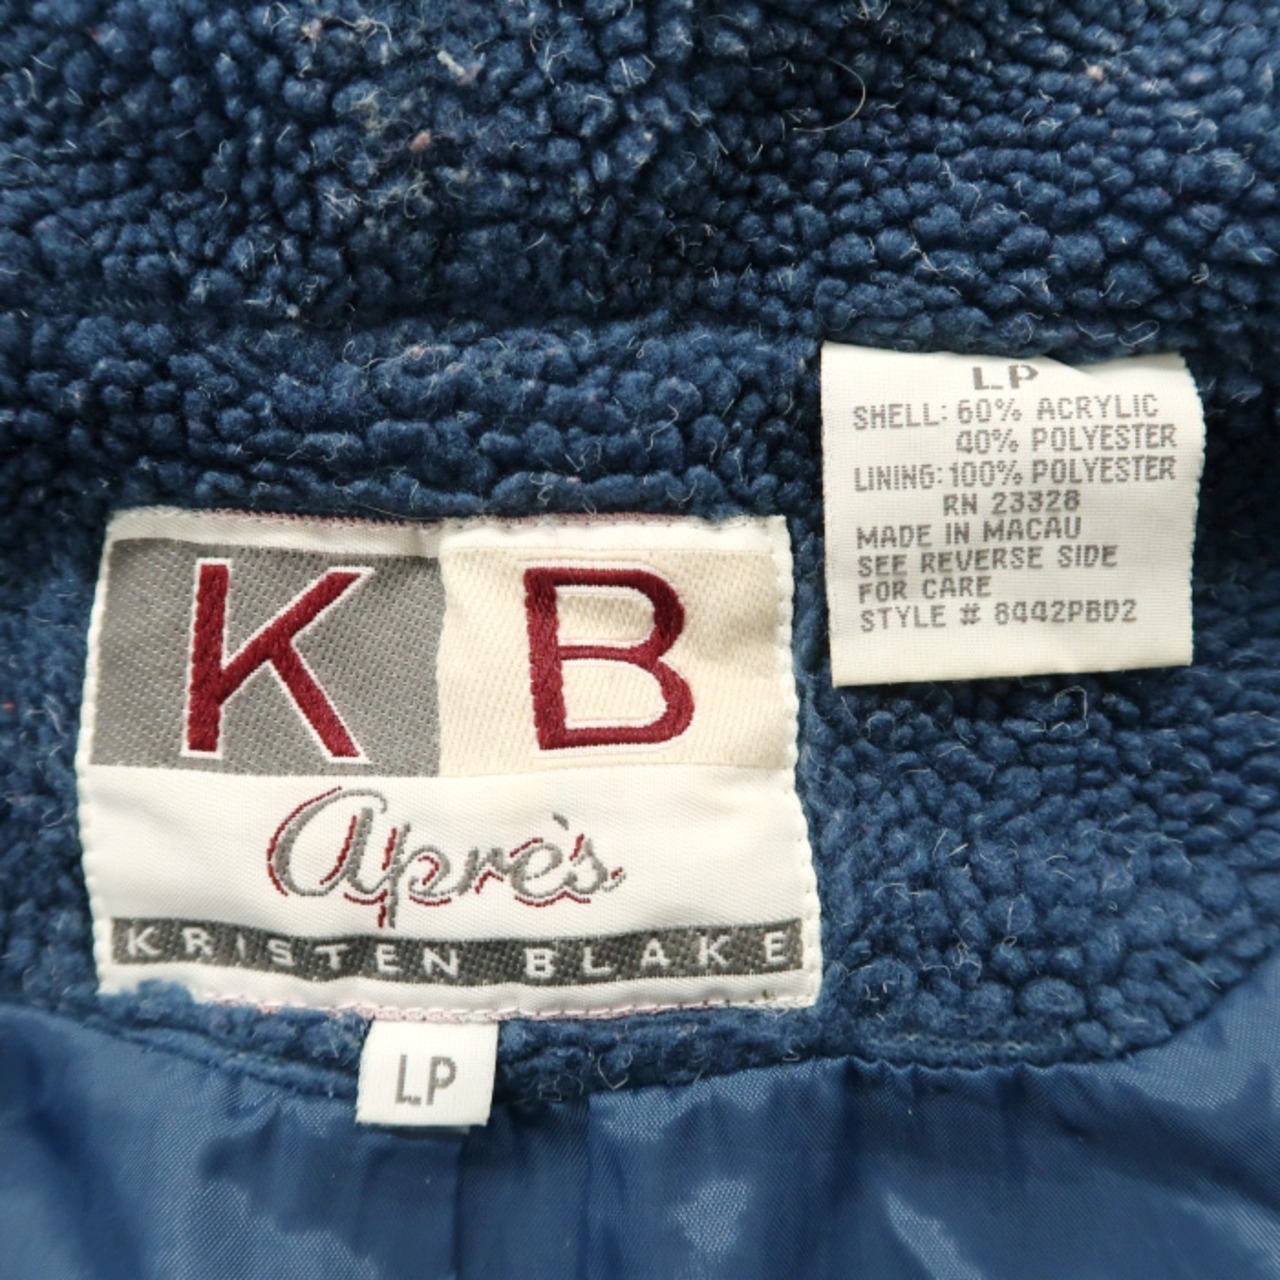 K B
Aprè's
KRISTEN BLAKE
LP
LP
SHELL: 60% ACRYLIC
40% POLYESTER
LINING: 100% POLYESTER
RN 23328
MADE IN MACAU
SEE REVERSE SIDE
FOR CARE
STYLE # 8442PBD2